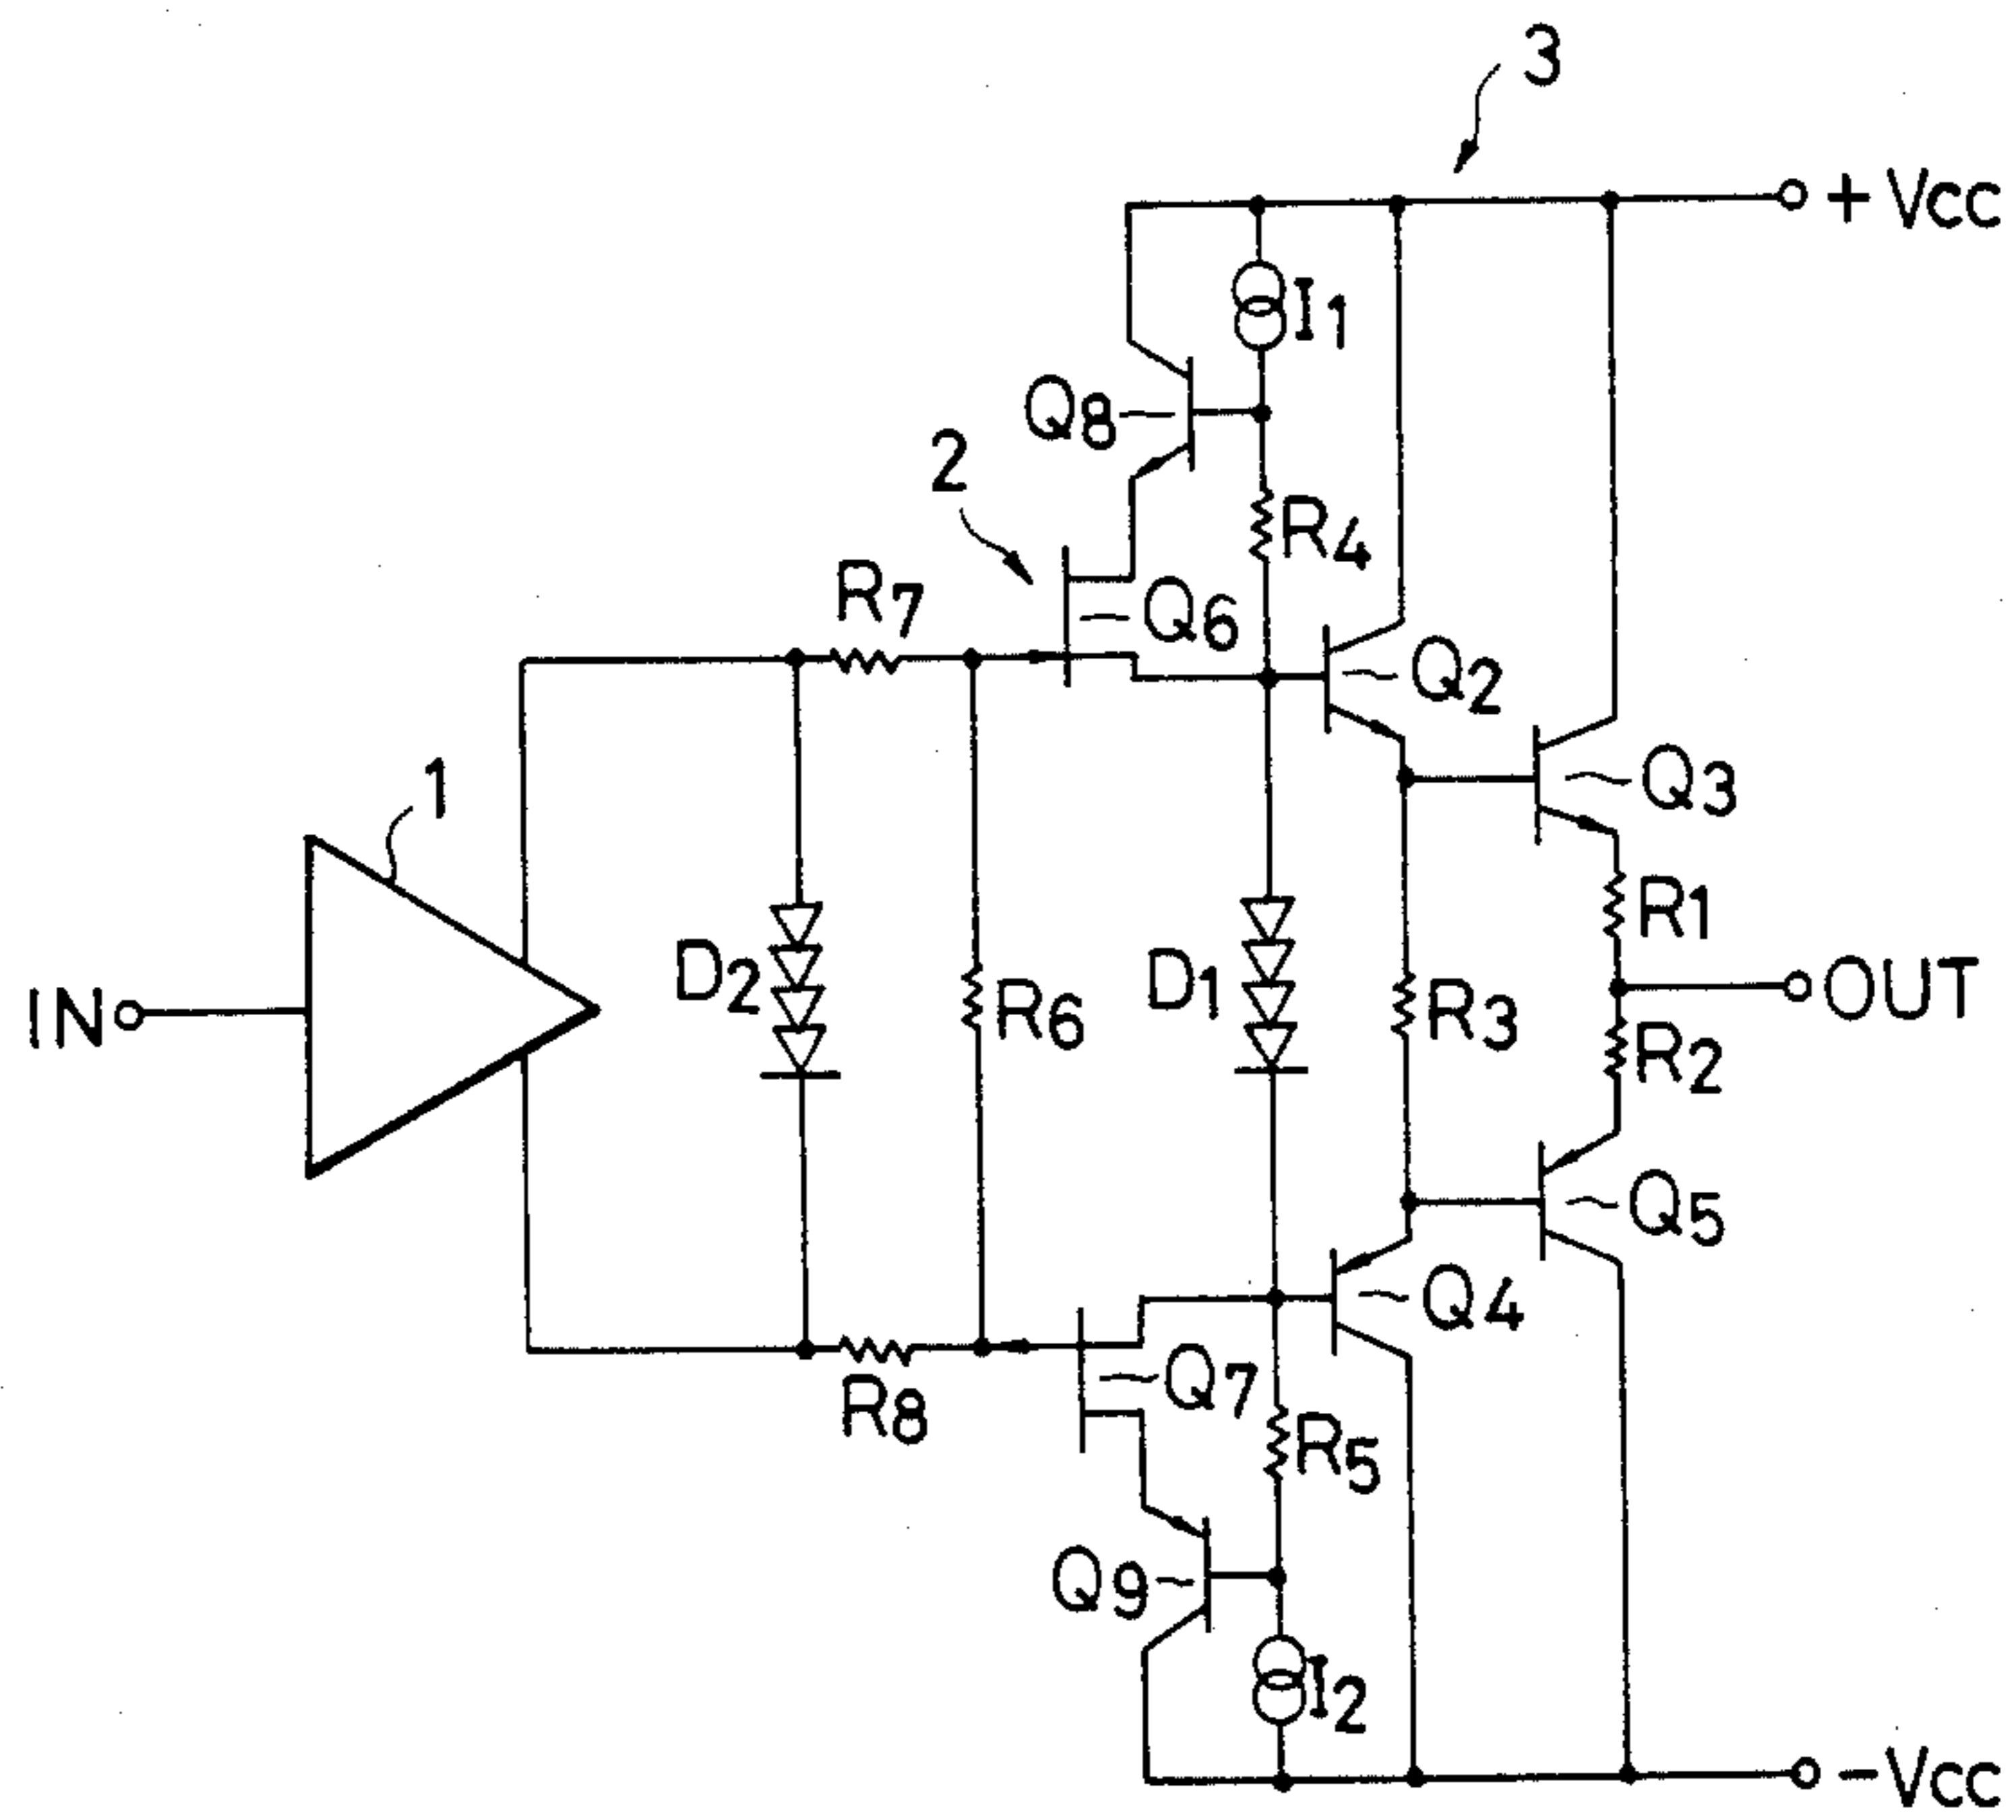 3
+ Vcc
I1
Q8
2
R4
R7
Q6
Q2
Q3
1
R1
D2
D1
OUT
IN
R6
R3
R2
Q5
Q4
Q7
R8
R5
Q9
I2
- Vcc